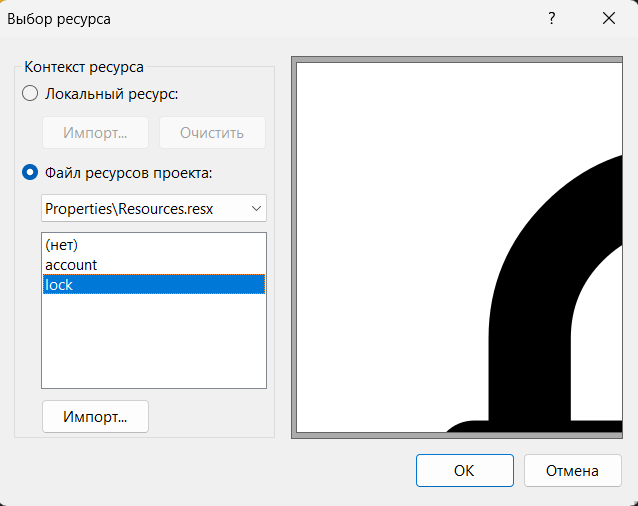 Выбор ресурса
?
Контекст ресурса
Локальный ресурс:
Импорт...
Очистить
Файл ресурсов проекта:
Properties\Resources.resx
(нет)
account
lock
Импорт...
OK
Отмена